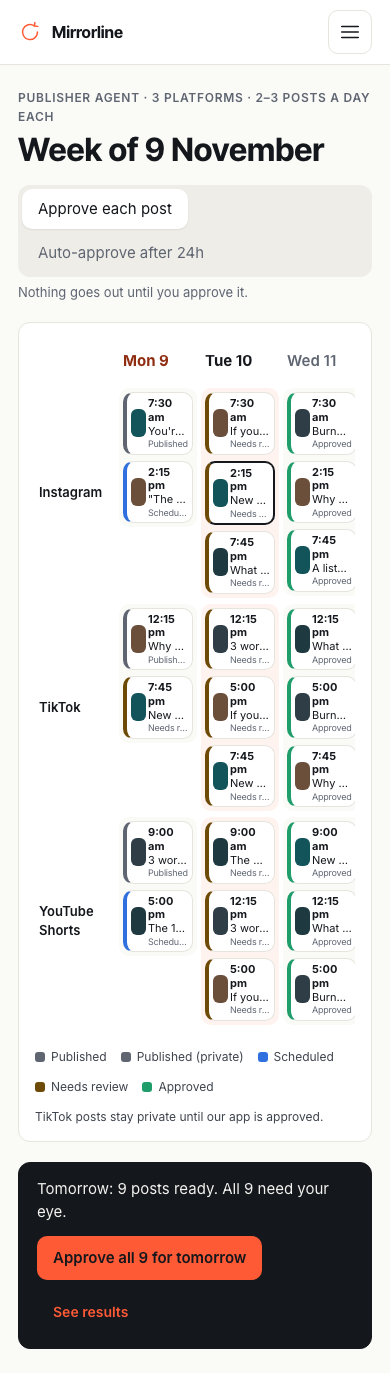 Mirrorline
PUBLISHER AGENT · 3 PLATFORMS · 2–3 POSTS A DAY
EACH
Week of 9 November
Approve each post
Auto-approve after 24h
Nothing goes out until you approve it.
Mon 9
Tue 10
Wed 11
Instagram
7:30
am
You'r...
Published
2:15
pm
"The ...
Schedu...
7:30
am
If you...
Needs r...
2:15
pm
New ...
Needs ...
7:45
pm
What ...
Needs r...
7:30
am
Burn...
Approved
2:15
pm
Why ...
Approved
7:45
pm
A list...
Approved
TikTok
12:15
pm
Why ...
Publish...
7:45
pm
New ...
Needs r...
12:15
pm
3 wor...
Needs r...
5:00
pm
If you...
Needs r...
7:45
pm
New ...
Needs r...
12:15
pm
What ...
Approved
5:00
pm
Burn...
Approved
7:45
pm
Why ...
Approved
YouTube
Shorts
9:00
am
3 wor...
Published
5:00
pm
The 1...
Schedu...
9:00
am
The ...
Needs r...
12:15
pm
3 wor...
Needs r...
5:00
pm
If you...
Needs r...
9:00
am
New ...
Approved
12:15
pm
What ...
Approved
5:00
pm
Burn...
Approved
Published
Published (private)
Scheduled
Needs review
Approved
TikTok posts stay private until our app is approved.
Tomorrow: 9 posts ready. All 9 need your
eye.
Approve all 9 for tomorrow
See results